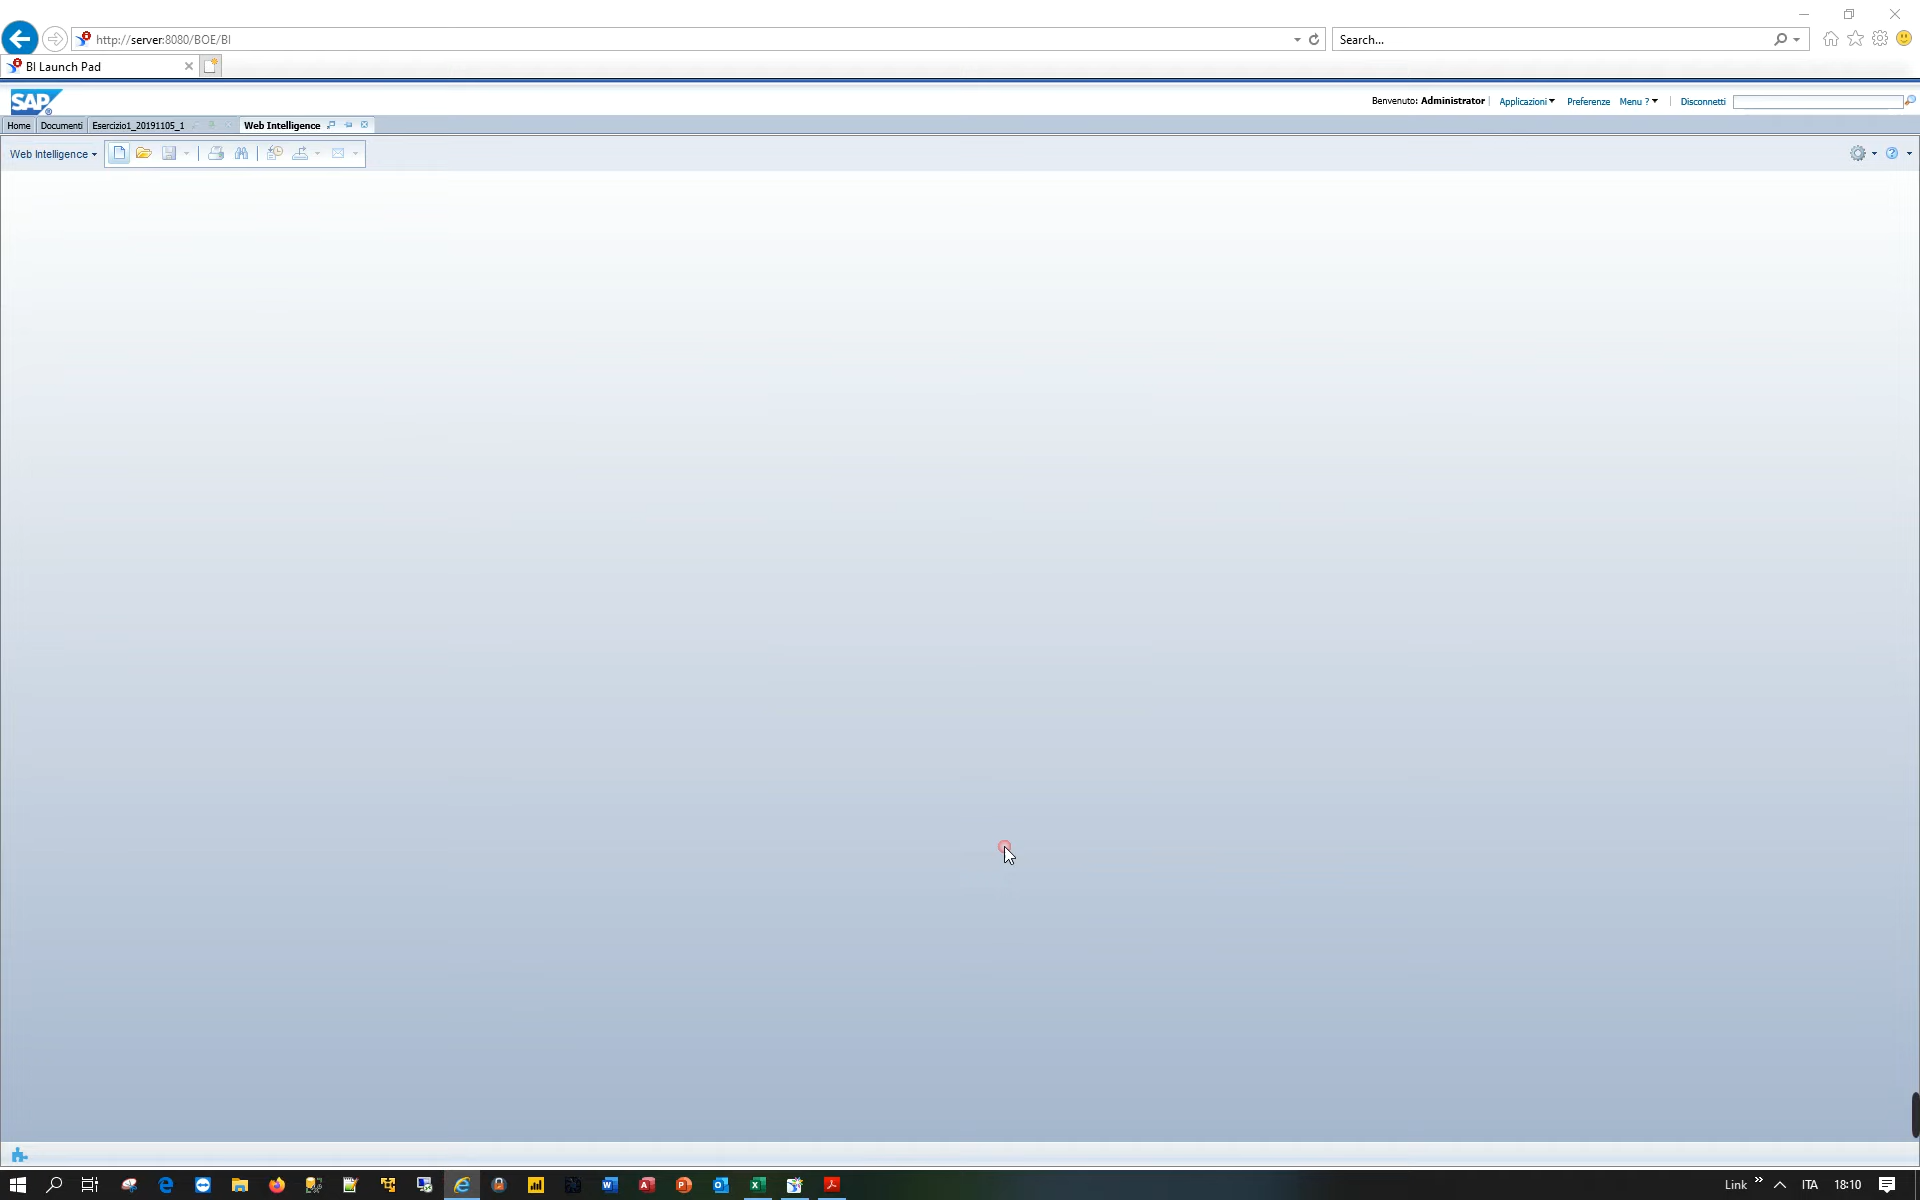 http://server:8080/BOE/BI
Search...
BI Launch Pad
SAP
Benvenuto: Administrator
Applicazioni
Preferenze
Menu ?
Disconnetti
Home
Documenti
Esercizio1_20191105_1
Web Intelligence
Web Intelligence
Link
ITA
18:10